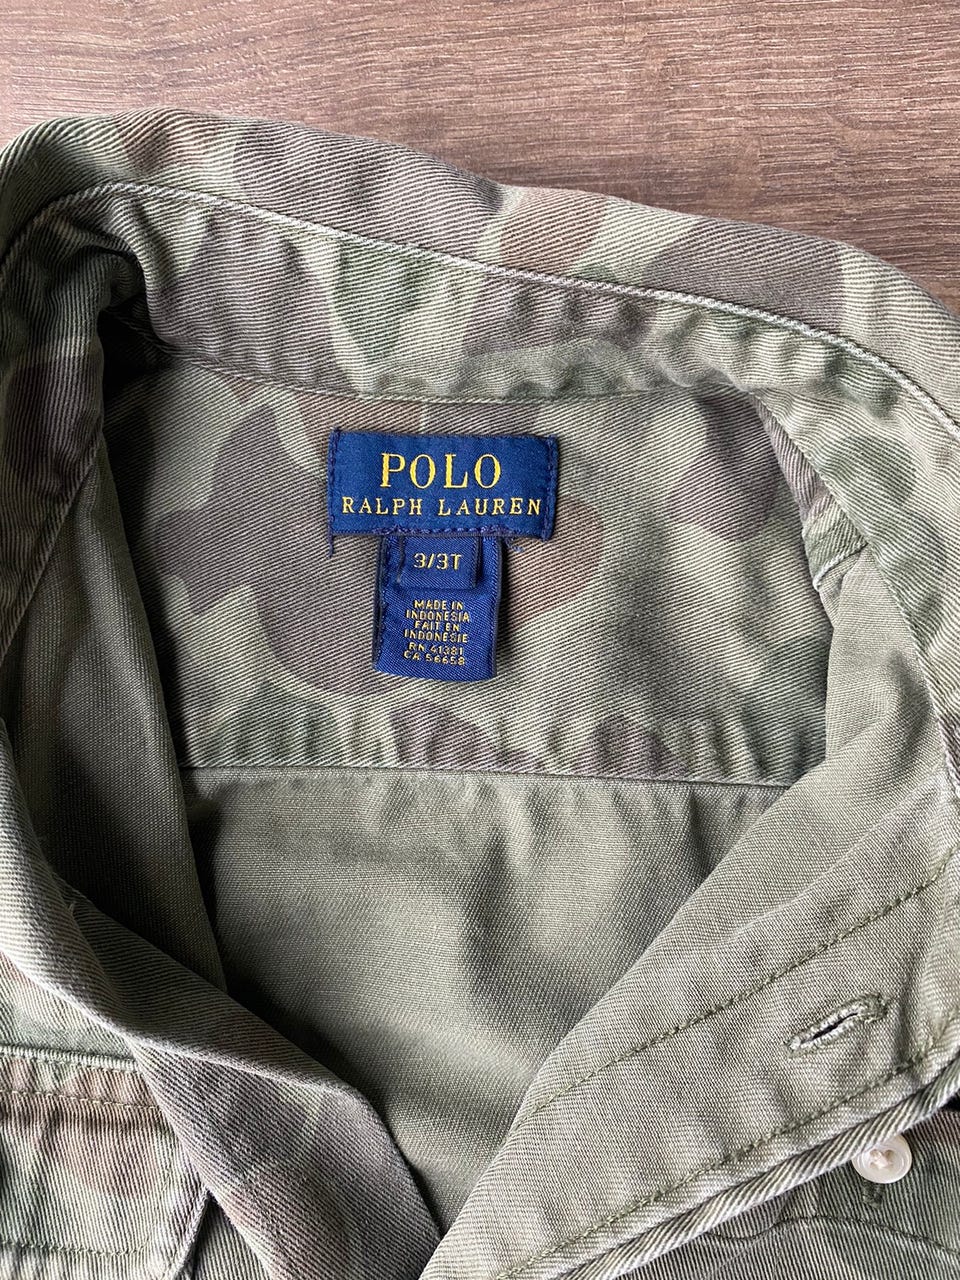 POLO
RALPH LAUREN
3/3T
MADE IN
INDONESIA
FAIT EN
INDONESIE
RN 41381
CA 56658